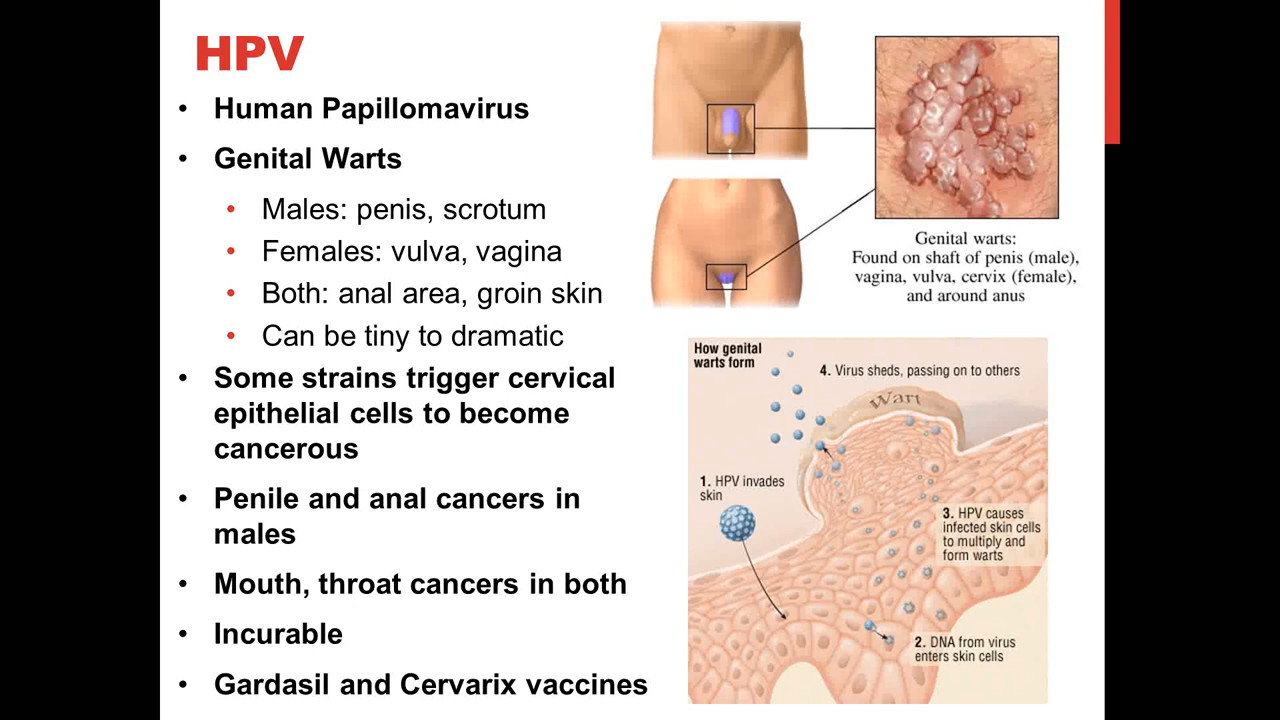 HPV
• Human Papillomavirus
• Genital Warts
• Males: penis, scrotum
• Females: vulva, vagina
• Both: anal area, groin skin
• Can be tiny to dramatic
• Some strains trigger cervical
epithelial cells to become
cancerous
• Penile and anal cancers in
males
• Mouth, throat cancers in both
• Incurable
• Gardasil and Cervarix vaccines
Genital warts:
Found on shaft of penis (male),
vagina, vulva, cervix (female),
and around anus
How genital
warts form
4. Virus sheds, passing on to others
Wart
1. HPV invades
skin
3. HPV causes
infected skin cells
to multiply and
form warts
2. DNA from virus
enters skin cells